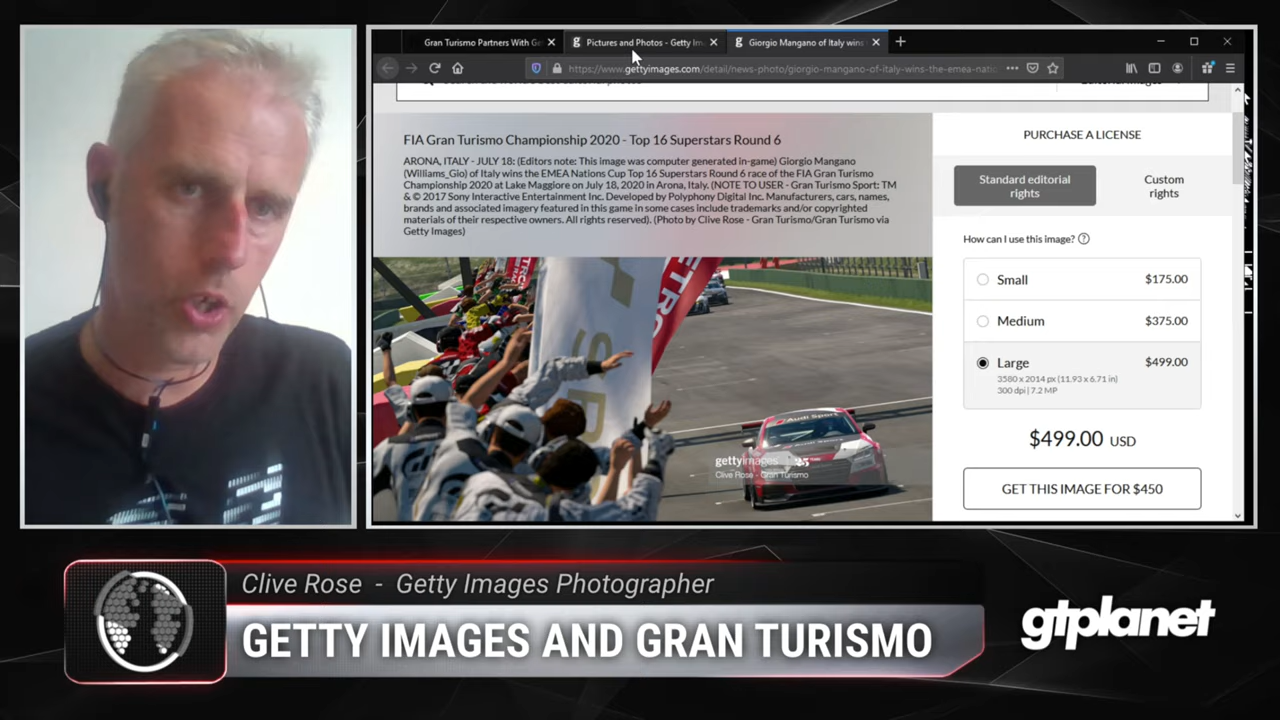 Gran Turismo Partners With Ge
Pictures and Photos - Getty Im
Giorgio Mangano of Italy wins
https://www.gettyimages.com/detail/news-photo/giorgio-mangano-of-italy-wins-the-emea-natio
FIA Gran Turismo Championship 2020 - Top 16 Superstars Round 6
ARONA, ITALY - JULY 18: (Editors note: This image was computer generated in-game) Giorgio Mangano
(Williams_Gio) of Italy wins the EMEA Nations Cup Top 16 Superstars Round 6 race of the FIA Gran Turismo
Championship 2020 at Lake Maggiore on July 18, 2020 in Arona, Italy. (NOTE TO USER - Gran Turismo Sport: TM
& © 2017 Sony Interactive Entertainment Inc. Developed by Polyphony Digital Inc. Manufacturers, cars, names,
brands and associated imagery featured in this game in some cases include trademarks and/or copyrighted
materials of their respective owners. All rights reserved). (Photo by Clive Rose - Gran Turismo/Gran Turismo via
Getty Images)
PURCHASE A LICENSE
Standard editorial
rights
Custom
rights
How can I use this image? ?
Small $175.00
Medium $375.00
Large $499.00
3580 x 2014 px (11.93 x 6.71 in)
300 dpi | 7.2 MP
$499.00 USD
GET THIS IMAGE FOR $450
Audi Sport
gettyimages 25
Clive Rose - Gran Turismo
Clive Rose - Getty Images Photographer
GETTY IMAGES AND GRAN TURISMO
gtplanet